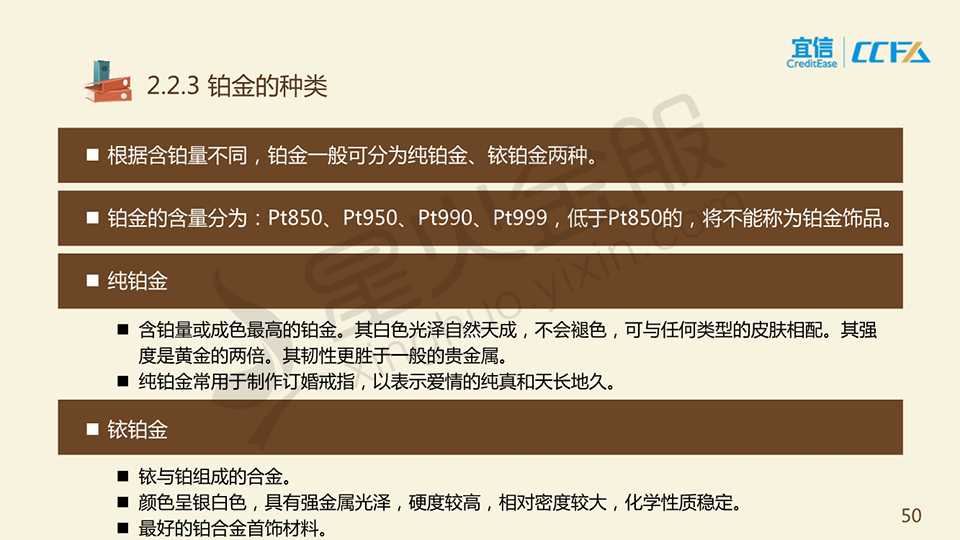 宜信
CreditEase
CCFA
2.2.3 铂金的种类
■ 根据含铂量不同，铂金一般可分为纯铂金、铱铂金两种。
■ 铂金的含量分为：Pt850、Pt950、Pt990、Pt999，低于Pt850的，将不能称为铂金饰品。
■ 纯铂金
■ 含铂量或成色最高的铂金。其白色光泽自然天成，不会褪色，可与任何类型的皮肤相配。其强
度是黄金的两倍。其韧性更胜于一般的贵金属。
■ 纯铂金常用于制作订婚戒指，以表示爱情的纯真和天长地久。
■ 铱铂金
■ 铱与铂组成的合金。
■ 颜色呈银白色，具有强金属光泽，硬度较高，相对密度较大，化学性质稳定。
■ 最好的铂合金首饰材料。
星火金服
xinghuo.yixin.com
50